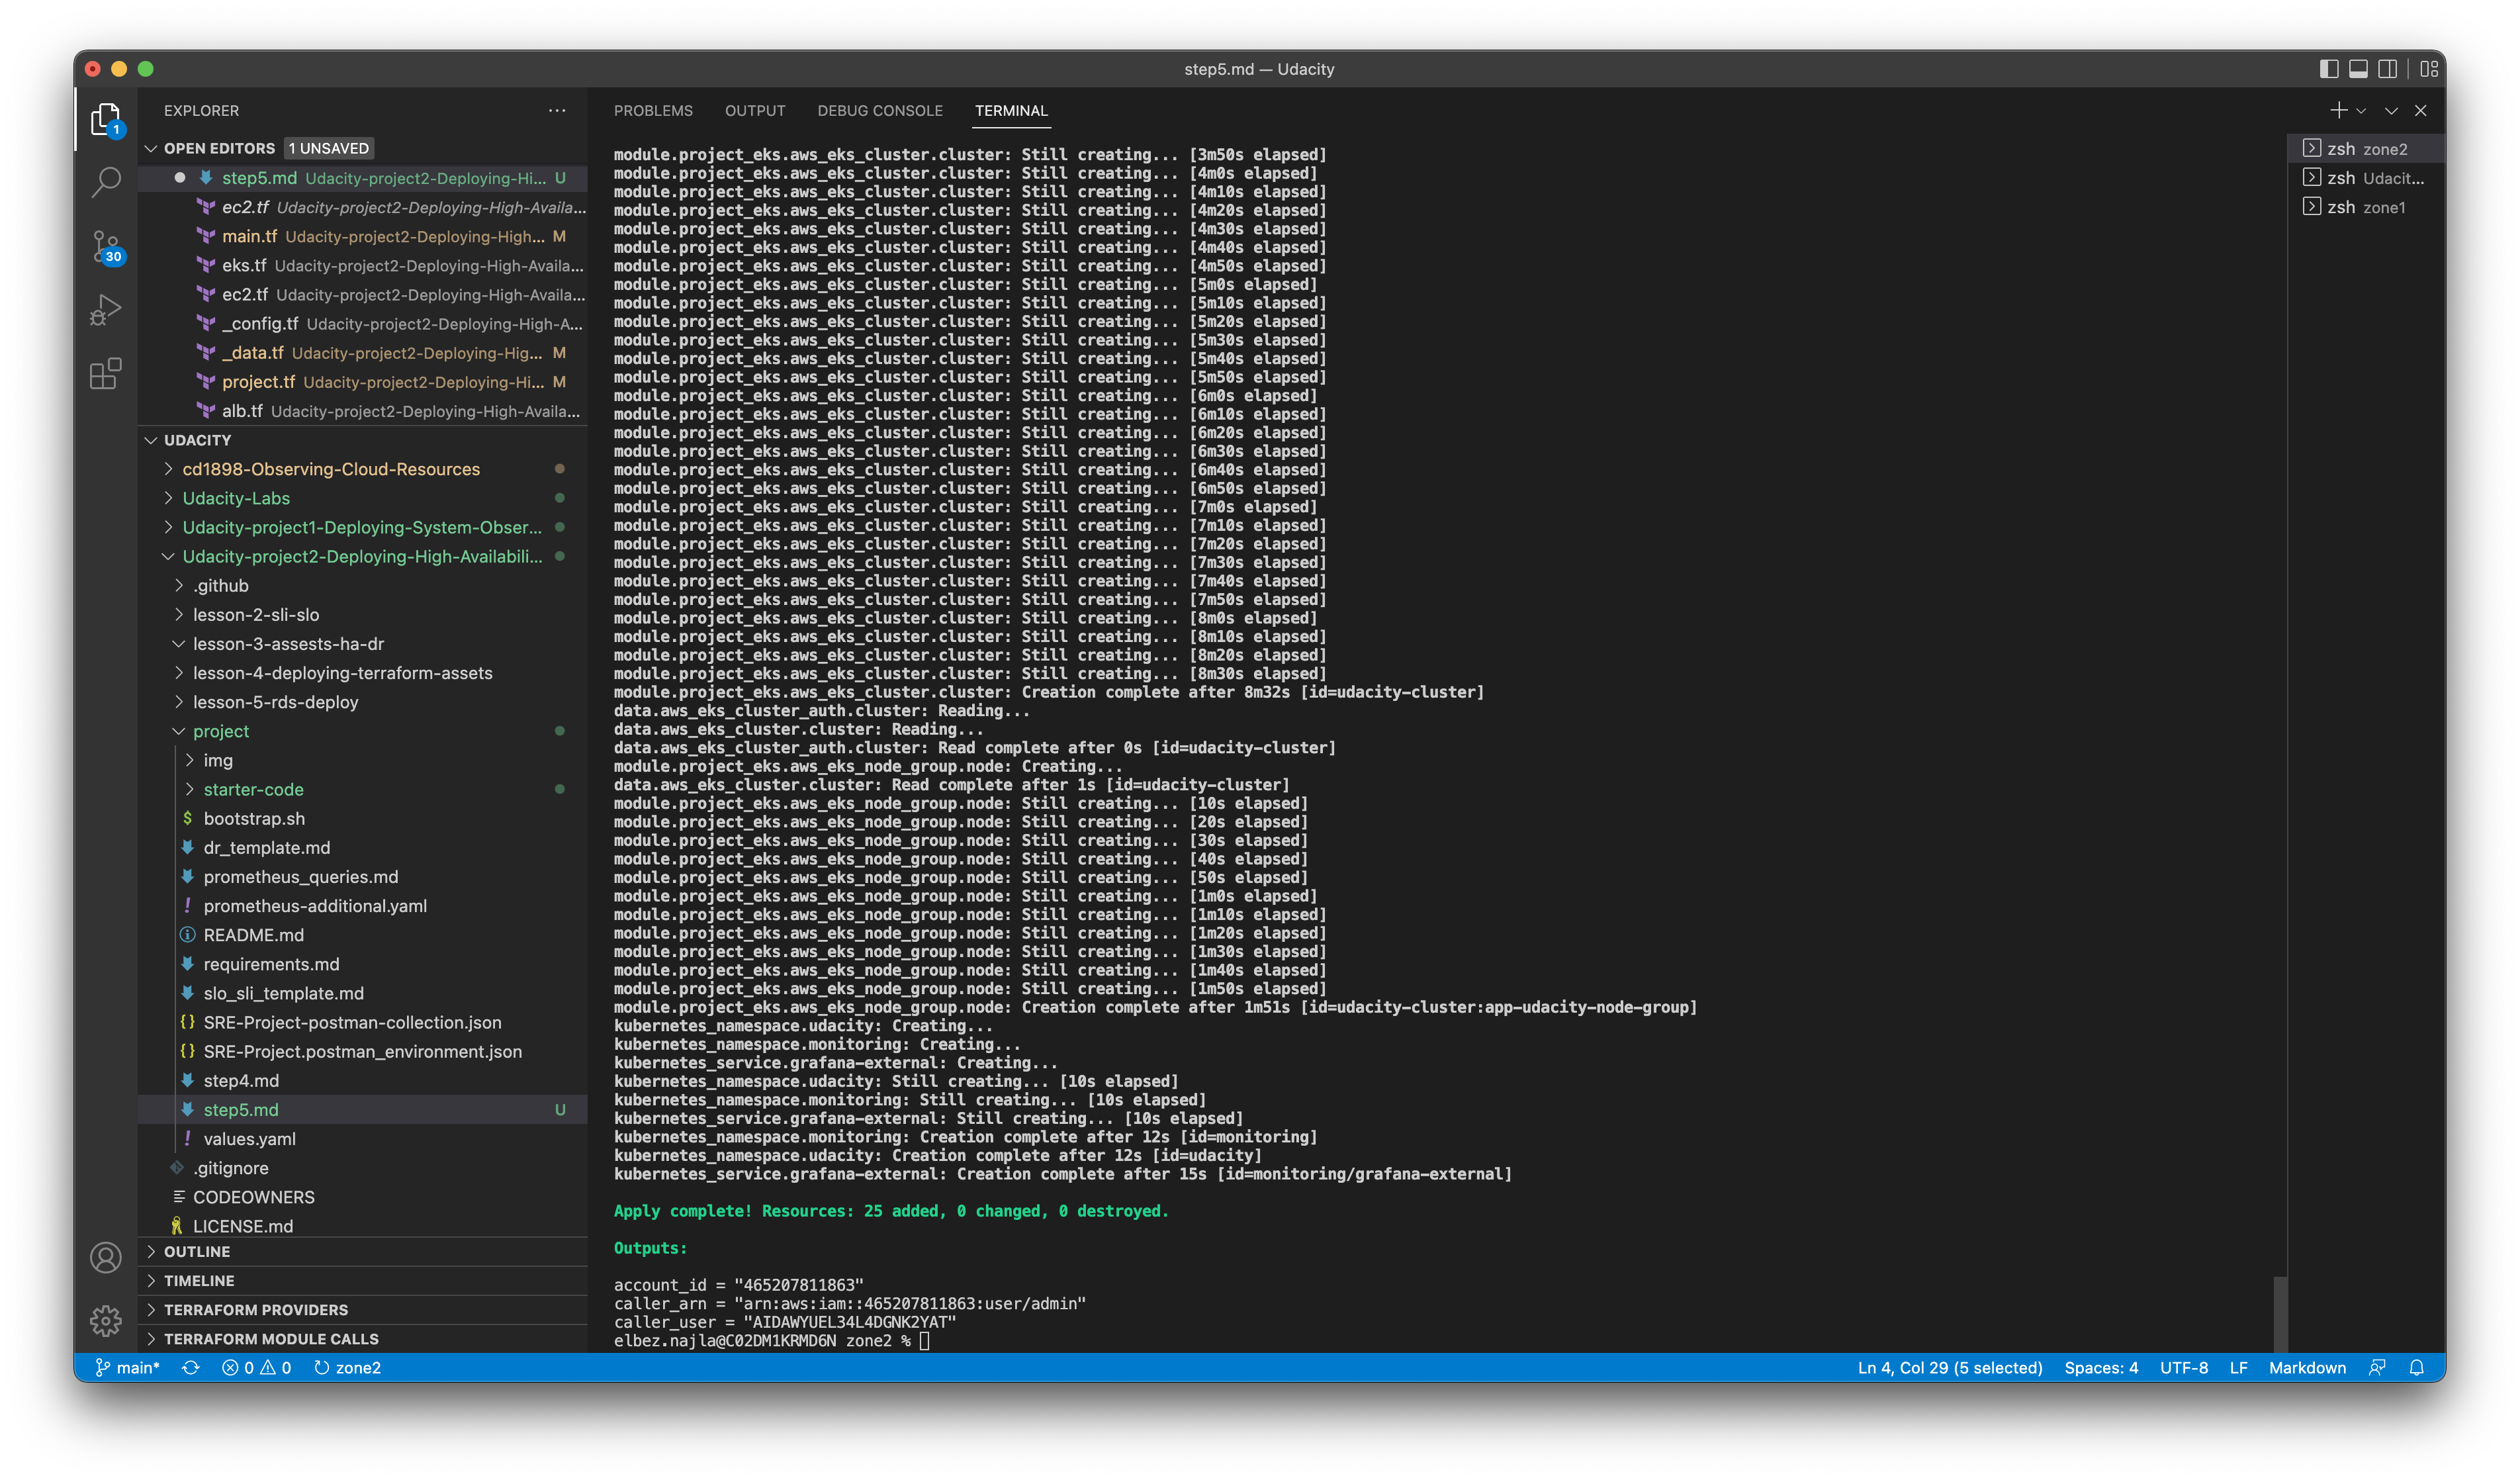 step5.md — Udacity
EXPLORER
OPEN EDITORS 1 UNSAVED
step5.md Udacity-project2-Deploying-Hi... U
ec2.tf Udacity-project2-Deploying-High-Availa...
main.tf Udacity-project2-Deploying-High... M
eks.tf Udacity-project2-Deploying-High-Availa...
ec2.tf Udacity-project2-Deploying-High-Availa...
_config.tf Udacity-project2-Deploying-High-A...
_data.tf Udacity-project2-Deploying-Hig... M
project.tf Udacity-project2-Deploying-Hi... M
alb.tf Udacity-project2-Deploying-High-Availa...
UDACITY
cd1898-Observing-Cloud-Resources
Udacity-Labs
Udacity-project1-Deploying-System-Obser...
Udacity-project2-Deploying-High-Availabili...
.github
lesson-2-sli-slo
lesson-3-assests-ha-dr
lesson-4-deploying-terraform-assets
lesson-5-rds-deploy
project
img
starter-code
bootstrap.sh
dr_template.md
prometheus_queries.md
prometheus-additional.yaml
README.md
requirements.md
slo_sli_template.md
SRE-Project-postman-collection.json
SRE-Project.postman_environment.json
step4.md
step5.md U
values.yaml
.gitignore
CODEOWNERS
LICENSE.md
OUTLINE
TIMELINE
TERRAFORM PROVIDERS
TERRAFORM MODULE CALLS
1
30
PROBLEMS OUTPUT DEBUG CONSOLE TERMINAL
module.project_eks.aws_eks_cluster.cluster: Still creating... [3m50s elapsed]
module.project_eks.aws_eks_cluster.cluster: Still creating... [4m0s elapsed]
module.project_eks.aws_eks_cluster.cluster: Still creating... [4m10s elapsed]
module.project_eks.aws_eks_cluster.cluster: Still creating... [4m20s elapsed]
module.project_eks.aws_eks_cluster.cluster: Still creating... [4m30s elapsed]
module.project_eks.aws_eks_cluster.cluster: Still creating... [4m40s elapsed]
module.project_eks.aws_eks_cluster.cluster: Still creating... [4m50s elapsed]
module.project_eks.aws_eks_cluster.cluster: Still creating... [5m0s elapsed]
module.project_eks.aws_eks_cluster.cluster: Still creating... [5m10s elapsed]
module.project_eks.aws_eks_cluster.cluster: Still creating... [5m20s elapsed]
module.project_eks.aws_eks_cluster.cluster: Still creating... [5m30s elapsed]
module.project_eks.aws_eks_cluster.cluster: Still creating... [5m40s elapsed]
module.project_eks.aws_eks_cluster.cluster: Still creating... [5m50s elapsed]
module.project_eks.aws_eks_cluster.cluster: Still creating... [6m0s elapsed]
module.project_eks.aws_eks_cluster.cluster: Still creating... [6m10s elapsed]
module.project_eks.aws_eks_cluster.cluster: Still creating... [6m20s elapsed]
module.project_eks.aws_eks_cluster.cluster: Still creating... [6m30s elapsed]
module.project_eks.aws_eks_cluster.cluster: Still creating... [6m40s elapsed]
module.project_eks.aws_eks_cluster.cluster: Still creating... [6m50s elapsed]
module.project_eks.aws_eks_cluster.cluster: Still creating... [7m0s elapsed]
module.project_eks.aws_eks_cluster.cluster: Still creating... [7m10s elapsed]
module.project_eks.aws_eks_cluster.cluster: Still creating... [7m20s elapsed]
module.project_eks.aws_eks_cluster.cluster: Still creating... [7m30s elapsed]
module.project_eks.aws_eks_cluster.cluster: Still creating... [7m40s elapsed]
module.project_eks.aws_eks_cluster.cluster: Still creating... [7m50s elapsed]
module.project_eks.aws_eks_cluster.cluster: Still creating... [8m0s elapsed]
module.project_eks.aws_eks_cluster.cluster: Still creating... [8m10s elapsed]
module.project_eks.aws_eks_cluster.cluster: Still creating... [8m20s elapsed]
module.project_eks.aws_eks_cluster.cluster: Still creating... [8m30s elapsed]
module.project_eks.aws_eks_cluster.cluster: Creation complete after 8m32s [id=udacity-cluster]
data.aws_eks_cluster_auth.cluster: Reading...
data.aws_eks_cluster.cluster: Reading...
data.aws_eks_cluster_auth.cluster: Read complete after 0s [id=udacity-cluster]
module.project_eks.aws_eks_node_group.node: Creating...
data.aws_eks_cluster.cluster: Read complete after 1s [id=udacity-cluster]
module.project_eks.aws_eks_node_group.node: Still creating... [10s elapsed]
module.project_eks.aws_eks_node_group.node: Still creating... [20s elapsed]
module.project_eks.aws_eks_node_group.node: Still creating... [30s elapsed]
module.project_eks.aws_eks_node_group.node: Still creating... [40s elapsed]
module.project_eks.aws_eks_node_group.node: Still creating... [50s elapsed]
module.project_eks.aws_eks_node_group.node: Still creating... [1m0s elapsed]
module.project_eks.aws_eks_node_group.node: Still creating... [1m10s elapsed]
module.project_eks.aws_eks_node_group.node: Still creating... [1m20s elapsed]
module.project_eks.aws_eks_node_group.node: Still creating... [1m30s elapsed]
module.project_eks.aws_eks_node_group.node: Still creating... [1m40s elapsed]
module.project_eks.aws_eks_node_group.node: Still creating... [1m50s elapsed]
module.project_eks.aws_eks_node_group.node: Creation complete after 1m51s [id=udacity-cluster:app-udacity-node-group]
kubernetes_namespace.udacity: Creating...
kubernetes_namespace.monitoring: Creating...
kubernetes_service.grafana-external: Creating...
kubernetes_namespace.udacity: Still creating... [10s elapsed]
kubernetes_namespace.monitoring: Still creating... [10s elapsed]
kubernetes_service.grafana-external: Still creating... [10s elapsed]
kubernetes_namespace.monitoring: Creation complete after 12s [id=monitoring]
kubernetes_namespace.udacity: Creation complete after 12s [id=udacity]
kubernetes_service.grafana-external: Creation complete after 15s [id=monitoring/grafana-external]
Apply complete! Resources: 25 added, 0 changed, 0 destroyed.
Outputs:
account_id = "465207811863"
caller_arn = "arn:aws:iam::465207811863:user/admin"
caller_user = "AIDAWYUEL34L4DGNK2YAT"
elbez.najla@C02DM1KRMD6N zone2 %
zsh zone2
zsh Udacit...
zsh zone1
main* 0 0 zone2 Ln 4, Col 29 (5 selected) Spaces: 4 UTF-8 LF Markdown